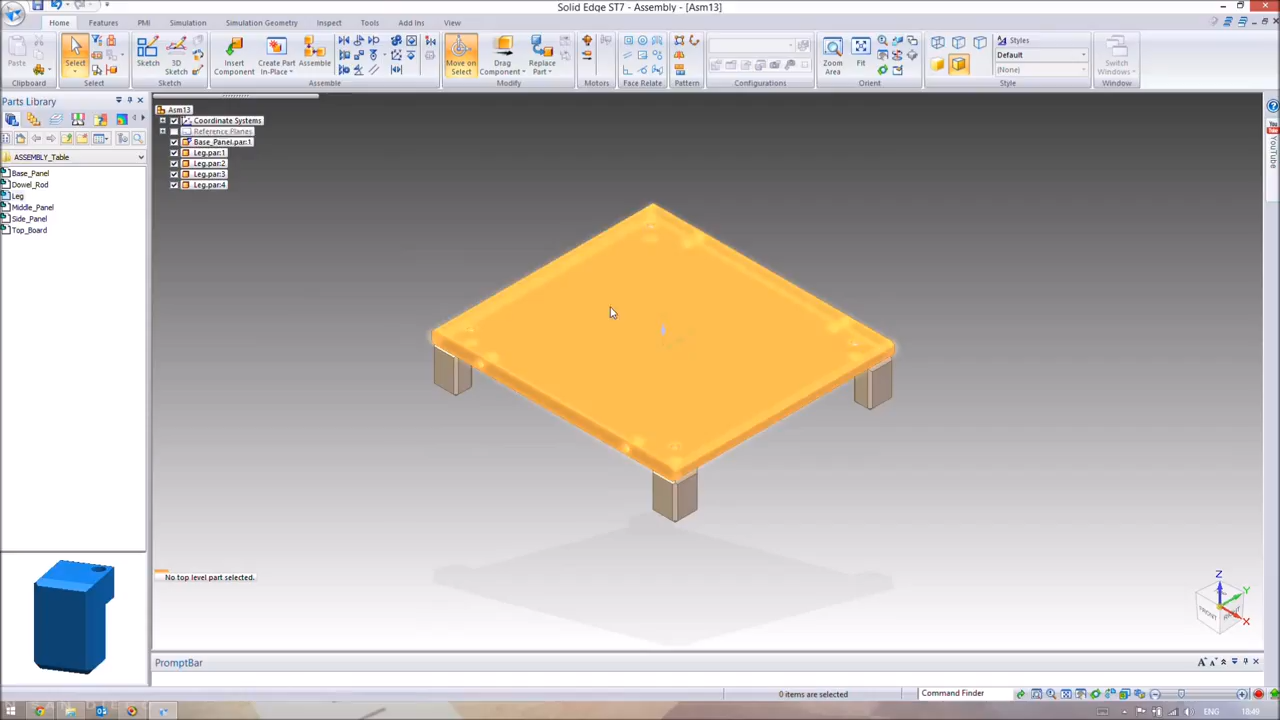 Solid Edge ST7 - Assembly - [Asm13]
Home Features PMI Simulation Simulation Geometry Inspect Tools Add Ins View
Paste
Select
Sketch
3D Sketch
Insert Component
Create Part In-Place
Assembly
Move on Select
Drag Component
Replace Part
Zoom Area
Fit
Styles
Default
(None)
Switch Windows
Clipboard Select Sketch Assemble Modify Motors Face Relate Pattern Configurations Orient Style Window
Parts Library
ASSEMBLY_Table
Base_Panel
Dowel_Rod
Leg
Middle_Panel
Side_Panel
Top_Board
Asm13
Coordinate Systems
Reference Planes
Base_Panel.par:1
Leg.par:1
Leg.par:2
Leg.par:3
Leg.par:4
YouTube
No top level part selected.
Z
Y
X
FRONT
PromptBar
0 items are selected
Command Finder
ENG 18:49